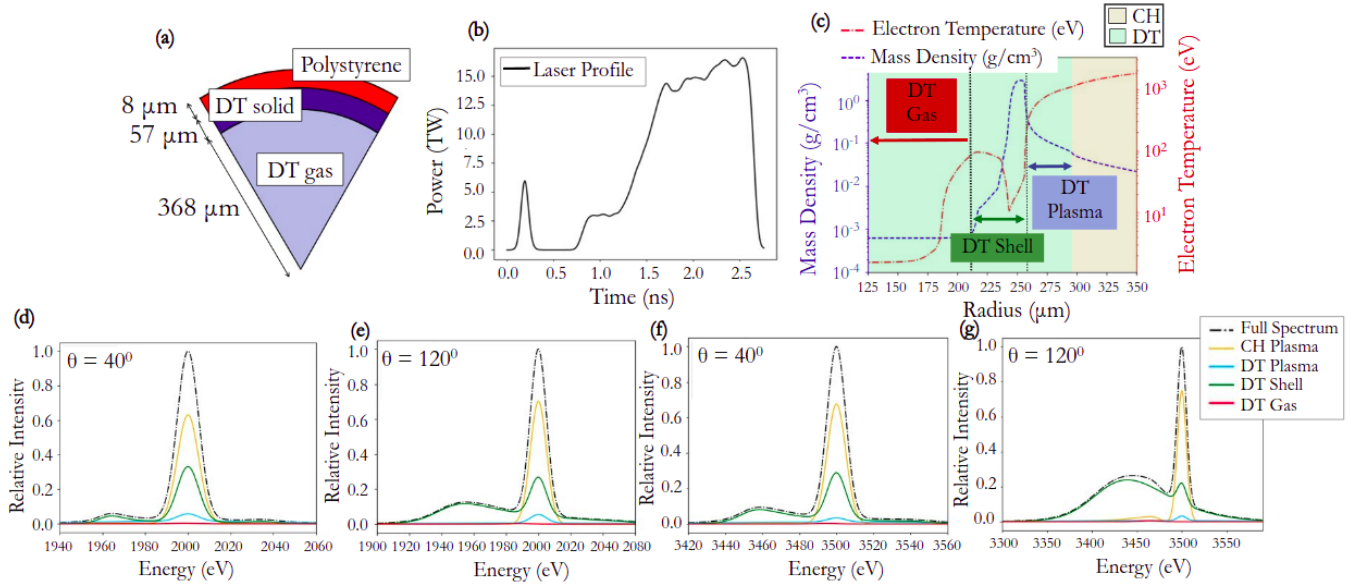 (a)
Polystyrene
DT solid
DT gas
8 μm
57 μm
368 μm
(b)
Laser Profile
Power (TW)
15.0
12.5
10.0
7.5
5.0
2.5
15.0
0.0
0.5
1.0
1.5
2.0
2.5
Time (ns)
(c)
Electron Temperature (eV)
Mass Density (g/cm³)
CH
DT
Mass Density (g/cm³)
10⁰
10⁻¹
10⁻²
10⁻³
10⁻⁴
DT
Gas
DT
Plasma
DT Shell
10³
10²
10¹
Electron Temperature (eV)
125
150
175
200
225
250
275
300
325
350
Radius (μm)
(d)
θ = 40⁰
Relative Intensity
1.0
0.8
0.6
0.4
0.2
0.0
1940
1960
1980
2000
2020
2040
2060
Energy (eV)
(e)
θ = 120⁰
Relative Intensity
1.0
0.8
0.6
0.4
0.2
0.0
1900
1920
1940
1960
1980
2000
2020
2040
2060
2080
Energy (eV)
(f)
θ = 40⁰
Relative Intensity
1.0
0.8
0.6
0.4
0.2
0.0
3420
3440
3460
3480
3500
3520
3540
3560
Energy (eV)
(g)
θ = 120⁰
Relative Intensity
1.0
0.8
0.6
0.4
0.2
0.0
3300
3350
3400
3450
3500
3550
Energy (eV)
Full Spectrum
CH Plasma
DT Plasma
DT Shell
DT Gas